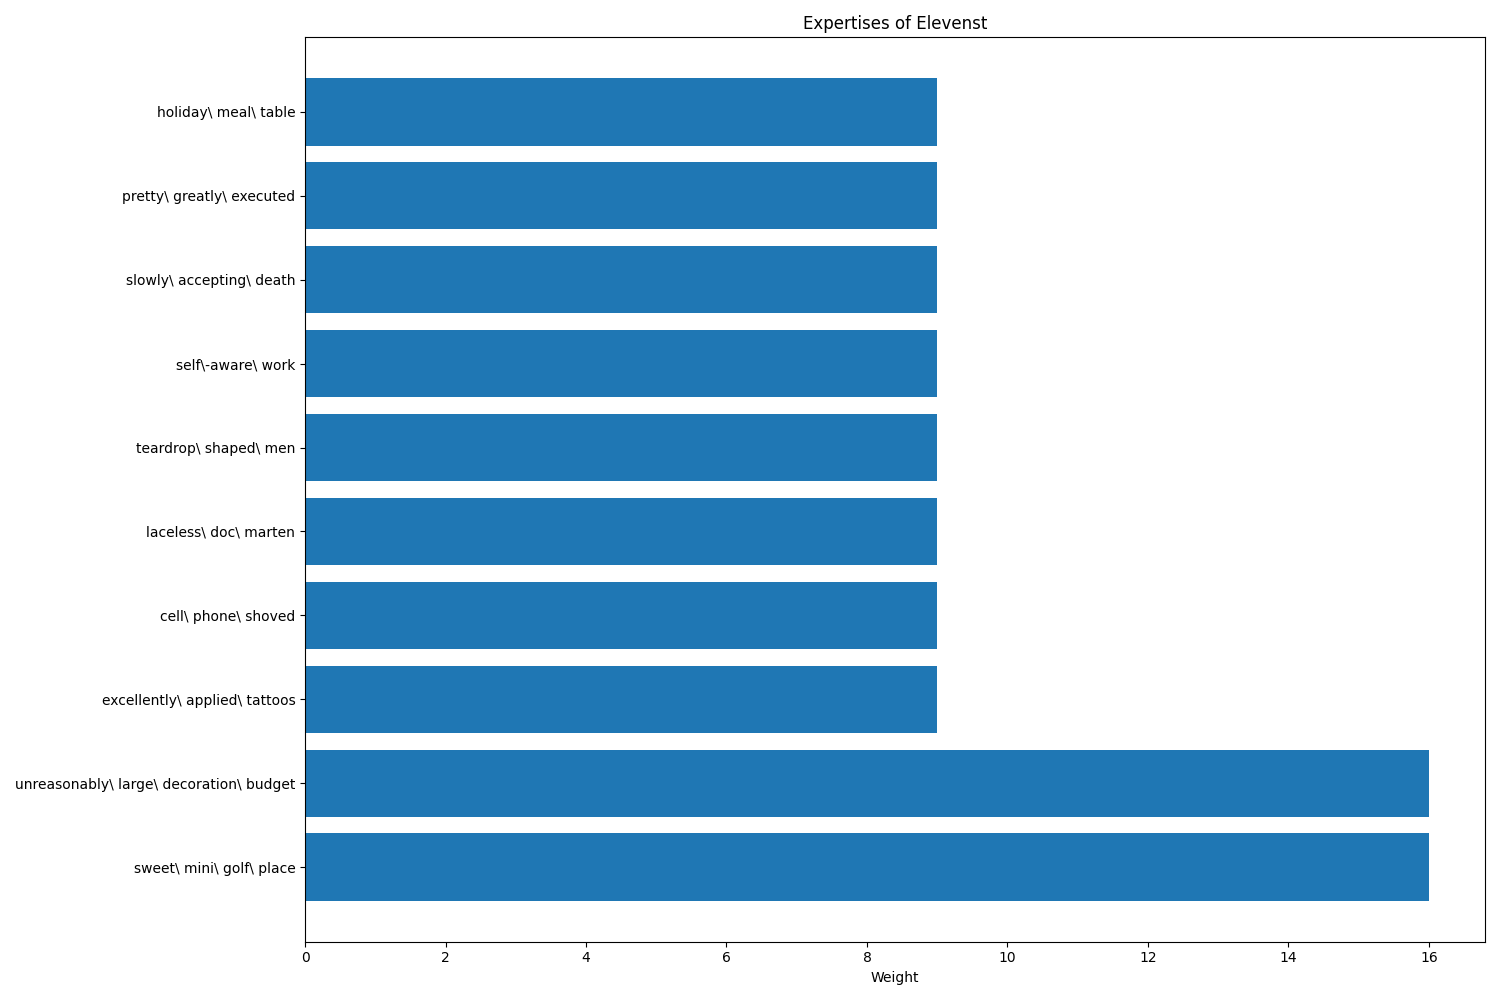 Expertises of Elevenst
holiday\ meal\ table
pretty\ greatly\ executed
slowly\ accepting\ death
self\-aware\ work
teardrop\ shaped\ men
laceless\ doc\ marten
cell\ phone\ shoved
excellently\ applied\ tattoos
unreasonably\ large\ decoration\ budget
sweet\ mini\ golf\ place
0 2 4 6 8 10 12 14 16
Weight